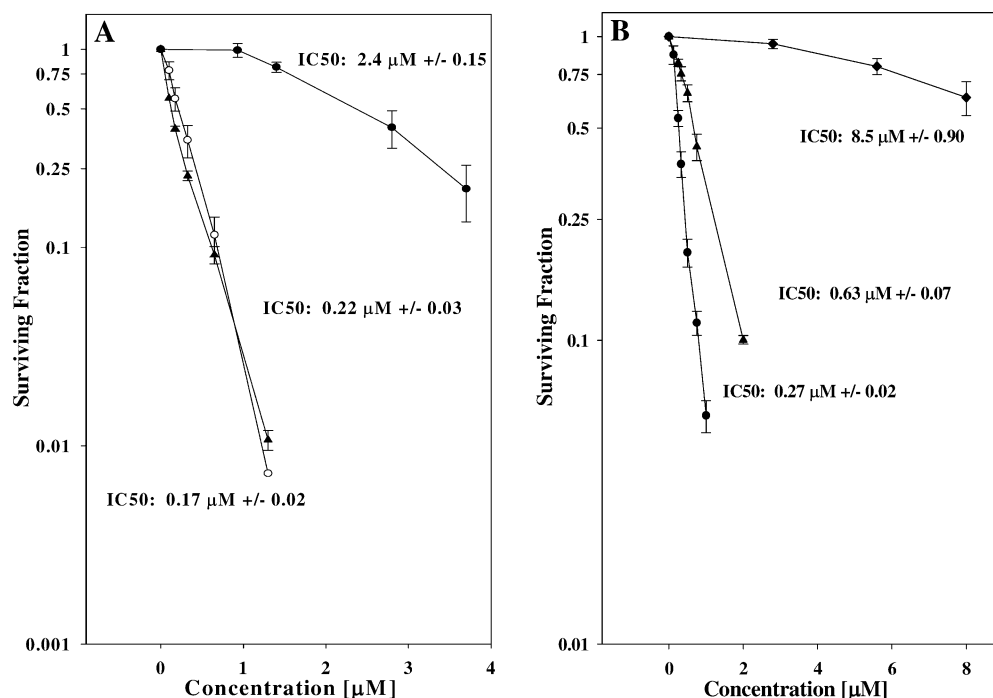 A
1
0.75
0.5
0.25
0.1
0.01
0.001
Surviving Fraction
IC50: 2.4 μM +/- 0.15
IC50: 0.22 μM +/- 0.03
IC50: 0.17 μM +/- 0.02
0 1 2 3 4
Concentration [μM]
B
1
0.75
0.5
0.25
0.1
0.01
Surviving Fraction
IC50: 8.5 μM +/- 0.90
IC50: 0.63 μM +/- 0.07
IC50: 0.27 μM +/- 0.02
0 2 4 6 8
Concentration [μM]